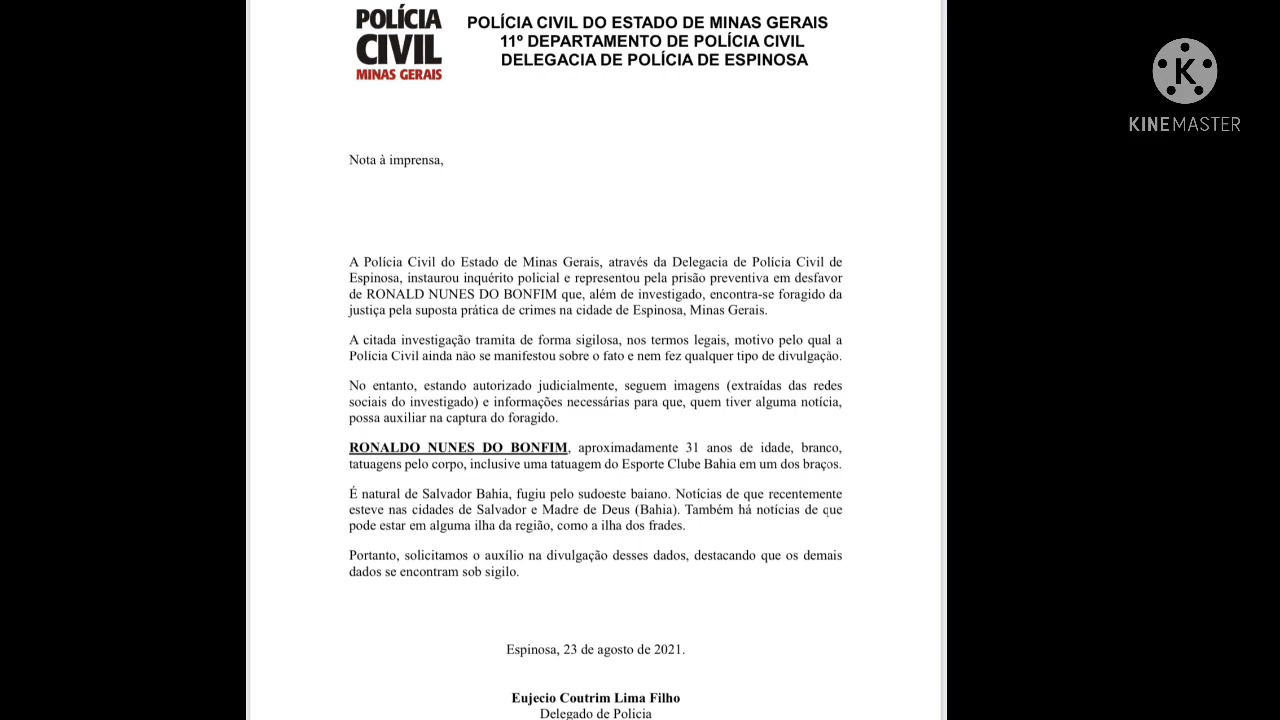 POLÍCIA
CIVIL
MINAS GERAIS
POLÍCIA CIVIL DO ESTADO DE MINAS GERAIS
11º DEPARTAMENTO DE POLÍCIA CIVIL
DELEGACIA DE POLÍCIA DE ESPINOSA
K
KINEMASTER
Nota à imprensa,
A Polícia Civil do Estado de Minas Gerais, através da Delegacia de Polícia Civil de
Espinosa, instaurou inquérito policial e representou pela prisão preventiva em desfavor
de RONALD NUNES DO BONFIM que, além de investigado, encontra-se foragido da
justiça pela suposta prática de crimes na cidade de Espinosa, Minas Gerais.
A citada investigação tramita de forma sigilosa, nos termos legais, motivo pelo qual a
Polícia Civil ainda não se manifestou sobre o fato e nem fez qualquer tipo de divulgação.
No entanto, estando autorizado judicialmente, seguem imagens (extraídas das redes
sociais do investigado) e informações necessárias para que, quem tiver alguma notícia,
possa auxiliar na captura do foragido.
RONALDO NUNES DO BONFIM, aproximadamente 31 anos de idade, branco,
tatuagens pelo corpo, inclusive uma tatuagem do Esporte Clube Bahia em um dos braços.
É natural de Salvador Bahia, fugiu pelo sudoeste baiano. Notícias de que recentemente
esteve nas cidades de Salvador e Madre de Deus (Bahia). Também há notícias de que
pode estar em alguma ilha da região, como a ilha dos frades.
Portanto, solicitamos o auxílio na divulgação desses dados, destacando que os demais
dados se encontram sob sigilo.
Espinosa, 23 de agosto de 2021.
Eujecio Coutrim Lima Filho
Delegado de Polícia